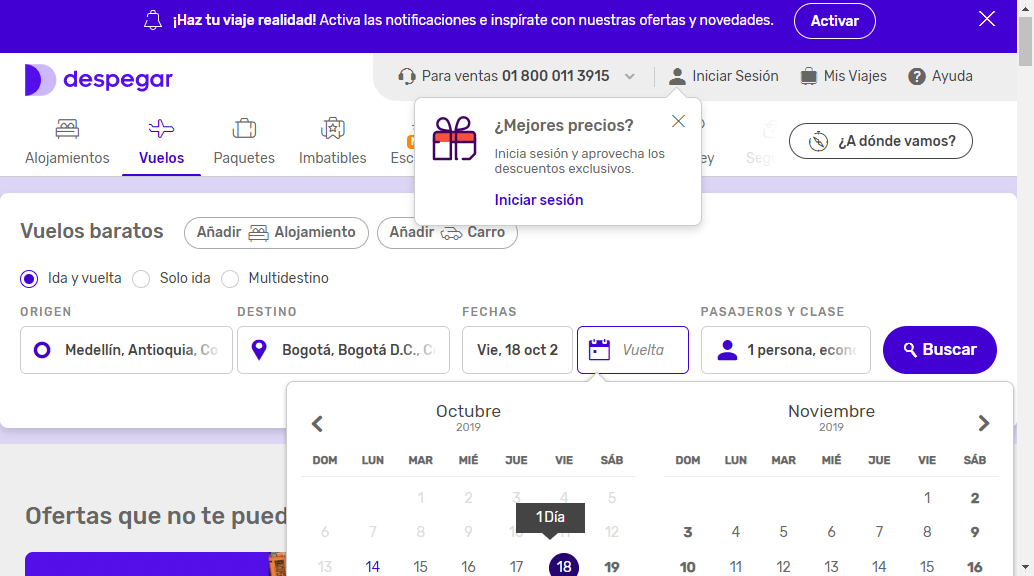 ¡Haz tu viaje realidad! Activa las notificaciones e inspírate con nuestras ofertas y novedades.
Activar
despegar
Para ventas 01 800 011 3915
Iniciar Sesión
Mis Viajes
Ayuda
Alojamientos
Vuelos
Paquetes
Imbatibles
Esc
ey
Segu
¿A dónde vamos?
¿Mejores precios?
Inicia sesión y aprovecha los
descuentos exclusivos.
Iniciar sesión
Vuelos baratos
Añadir Alojamiento
Añadir Carro
Ida y vuelta
Solo ida
Multidestino
ORIGEN
DESTINO
FECHAS
PASAJEROS Y CLASE
Medellín, Antioquia, Co
Bogotá, Bogotá D.C., C
Vie, 18 oct 2
Vuelta
1 persona, econ
Buscar
Octubre
2019
Noviembre
2019
DOM LUN MAR MIÉ JUE VIE SÁB
1 2 3 4 5
6 7 8 9 10 11 12
1 Día
13 14 15 16 17 18 19
DOM LUN MAR MIÉ JUE VIE SÁB
1 2
3 4 5 6 7 8 9
10 11 12 13 14 15 16
Ofertas que no te pued